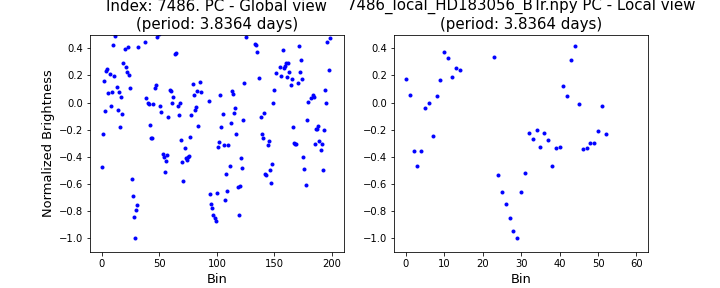 Index: 7486. PC - Global view
(period: 3.8364 days)
7486_local_HD183056_BTr.npy PC - Local view
(period: 3.8364 days)
Normalized Brightness
0.4
0.2
0.0
−0.2
−0.4
−0.6
−0.8
−1.0
0 50 100 150 200
Bin
0.4
0.2
0.0
−0.2
−0.4
−0.6
−0.8
−1.0
0 10 20 30 40 50 60
Bin